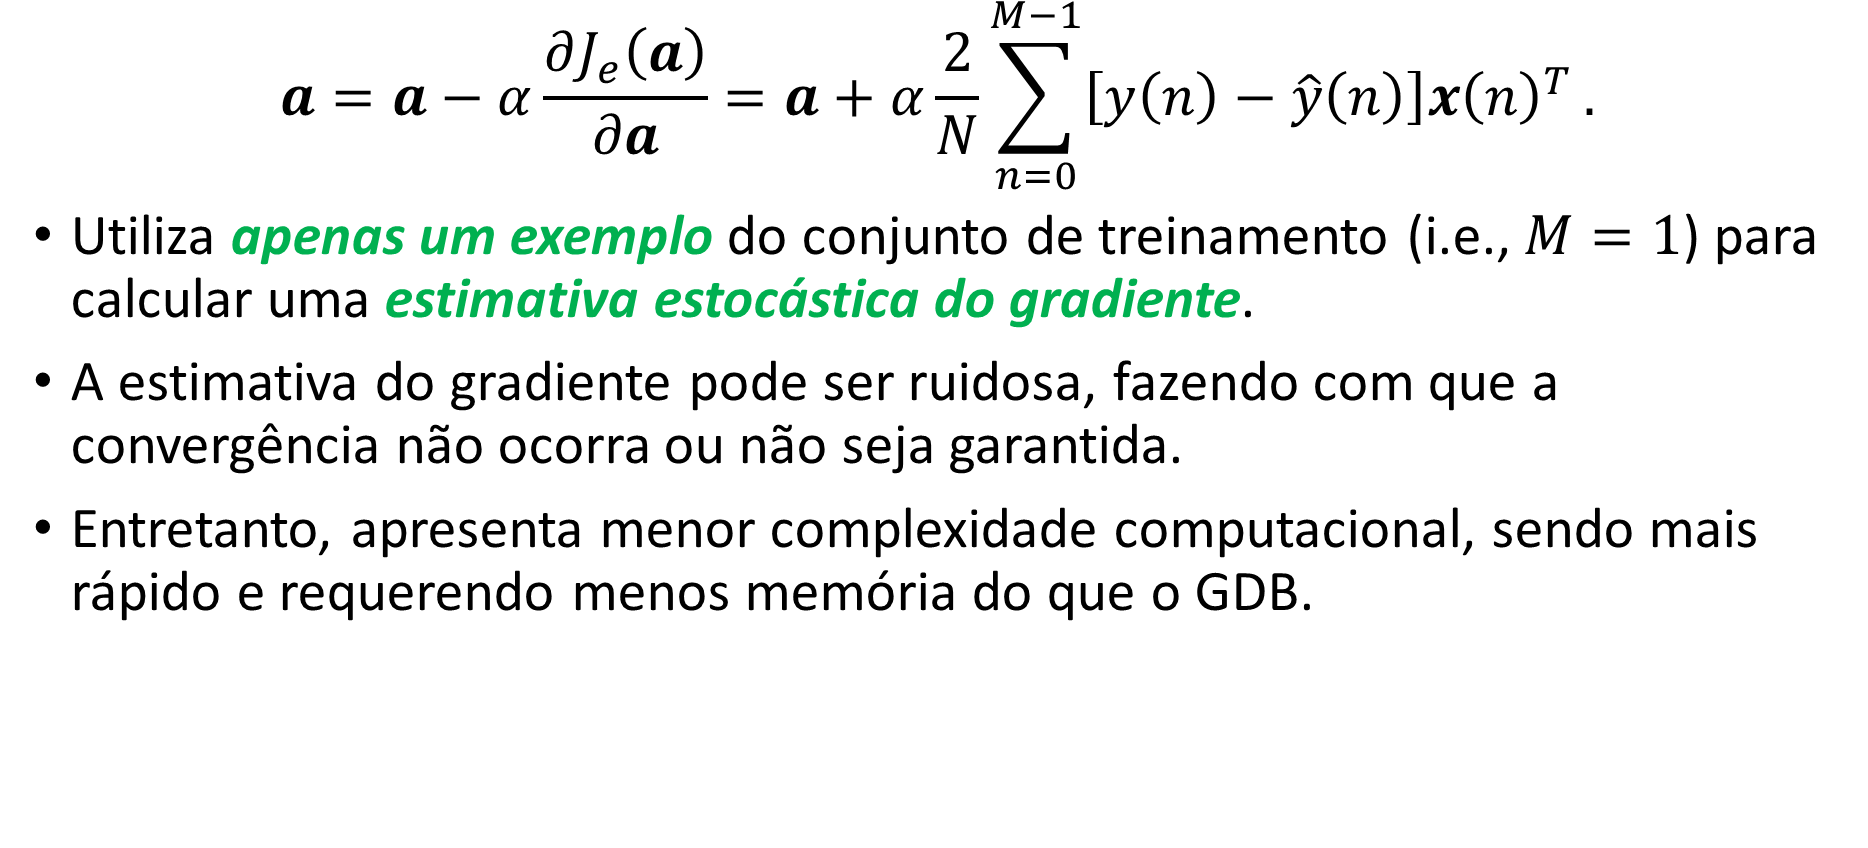 𝒂 = 𝒂 − α ∂J_e(𝒂)/∂𝒂 = 𝒂 + α 2/N ∑_{n=0}^{M−1} [y(n) − ŷ(n)]𝒙(n)^T .
• Utiliza apenas um exemplo do conjunto de treinamento (i.e., M = 1) para
calcular uma estimativa estocástica do gradiente.
• A estimativa do gradiente pode ser ruidosa, fazendo com que a
convergência não ocorra ou não seja garantida.
• Entretanto, apresenta menor complexidade computacional, sendo mais
rápido e requerendo menos memória do que o GDB.